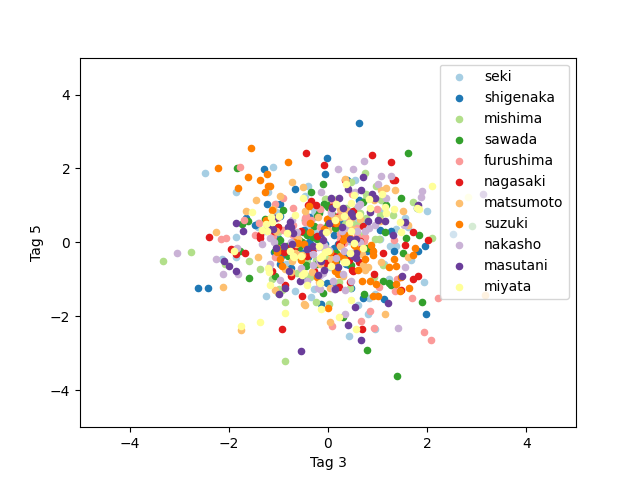 seki
shigenaka
mishima
sawada
furushima
nagasaki
matsumoto
suzuki
nakasho
masutani
miyata
4
2
0
−2
−4
Tag 5
−4
−2
0
2
4
Tag 3